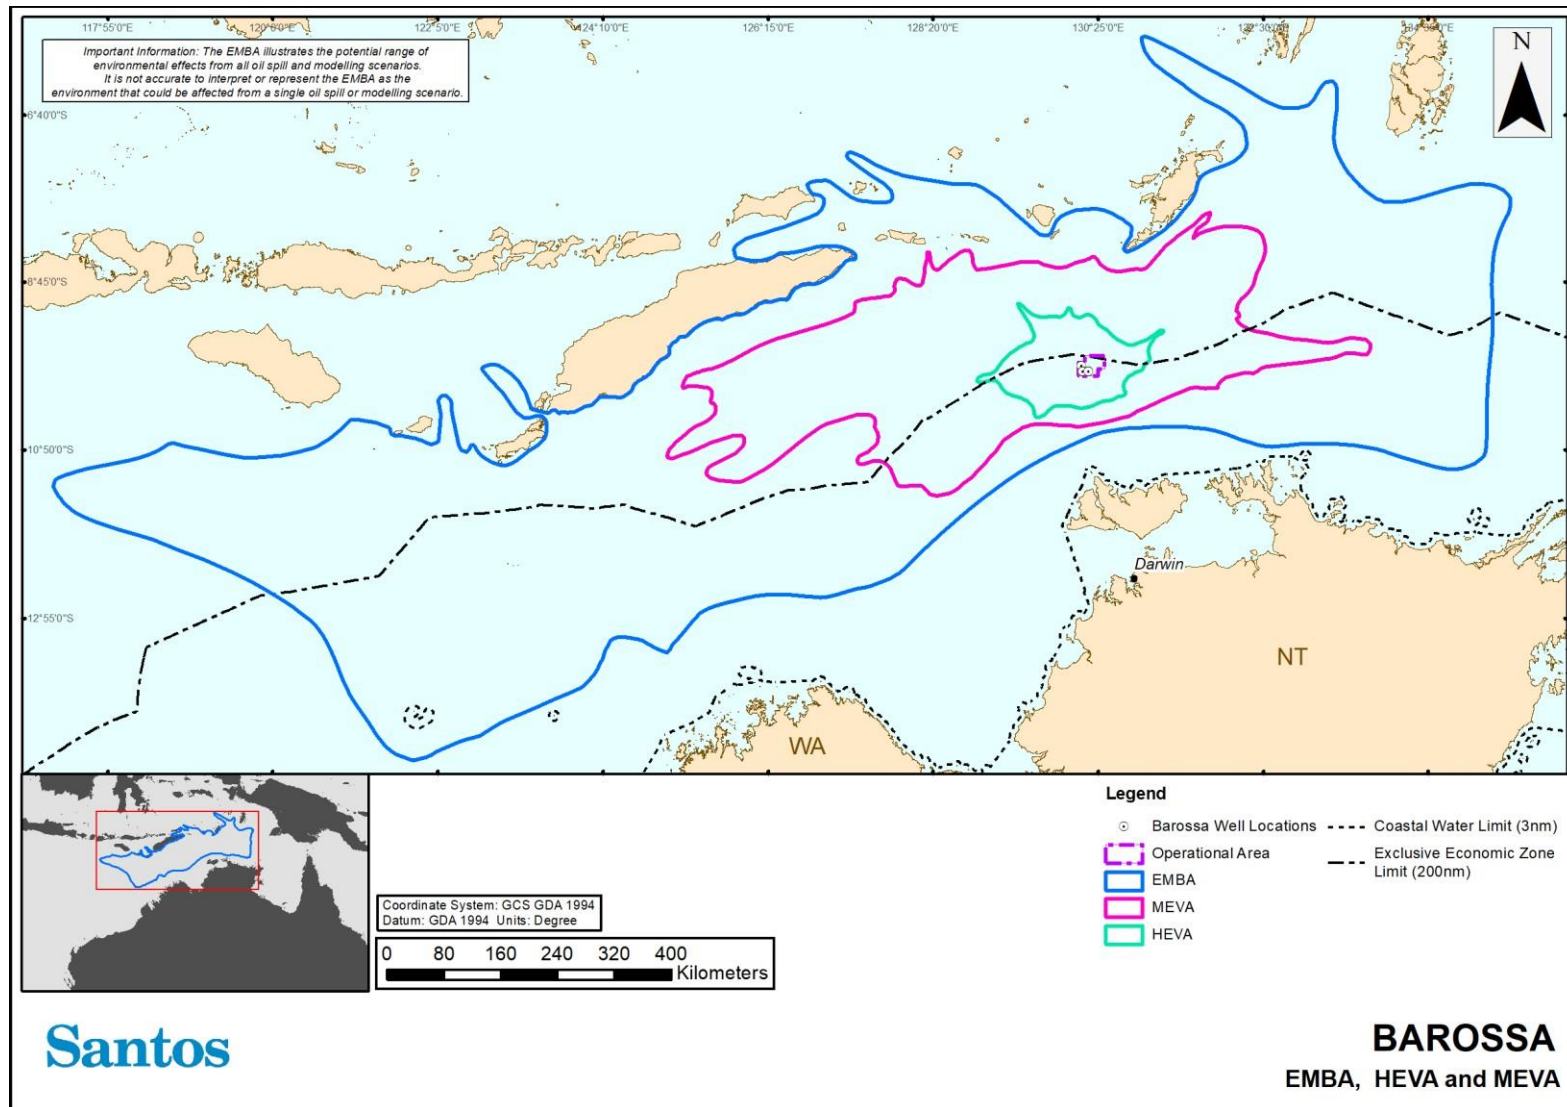 117°55'0"E 120°0'0"E 122°5'0"E 124°10'0"E 126°15'0"E 128°20'0"E 130°25'0"E
Important Information: The EMBA illustrates the potential range of
environmental effects from all oil spill and modelling scenarios.
It is not accurate to interpret or represent the EMBA as the
environment that could be affected from a single oil spill or modelling scenario.
N
6°40'0"S
8°45'0"S
10°50'0"S
12°55'0"S
Darwin
NT
WA
Legend
Barossa Well Locations
Operational Area
EMBA
MEVA
HEVA
Coastal Water Limit (3nm)
Exclusive Economic Zone
Limit (200nm)
Coordinate System: GCS GDA 1994
Datum: GDA 1994 Units: Degree
0 80 160 240 320 400
Kilometers
Santos
BAROSSA
EMBA, HEVA and MEVA